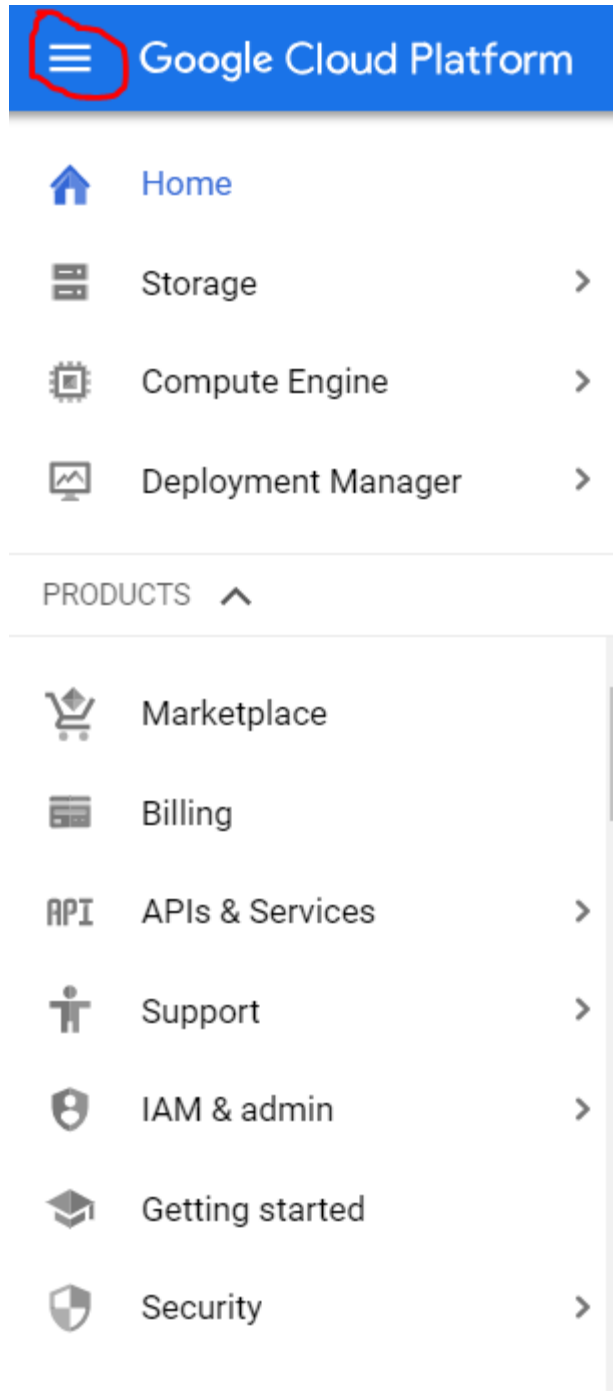 Google Cloud Platform
Home
Storage
Compute Engine
Deployment Manager
PRODUCTS
Marketplace
Billing
API APIs & Services
Support
IAM & admin
Getting started
Security